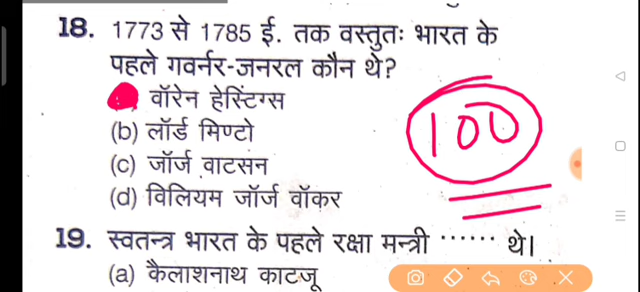 18. 1773 से 1785 ई. तक वस्तुतः भारत के
पहले गवर्नर-जनरल कौन थे?
वॉरेन हेस्टिंग्स
(b) लॉर्ड मिण्टो
(c) जॉर्ज वाटसन
(d) विलियम जॉर्ज वॉकर
100
19. स्वतन्त्र भारत के पहले रक्षा मन्त्री ...... थे।
(a) कैलाशनाथ काटजू